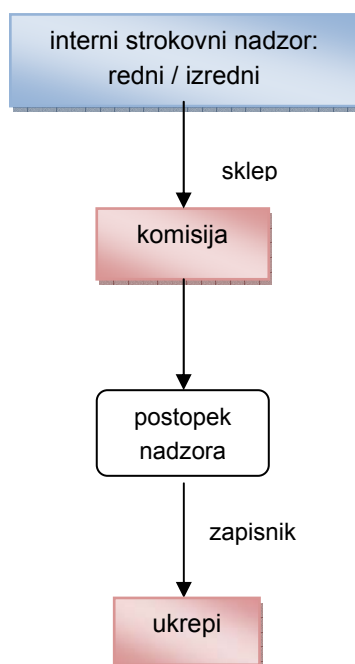 interni strokovni nadzor:
redni / izredni
sklep
komisija
postopek
nadzora
zapisnik
ukrepi